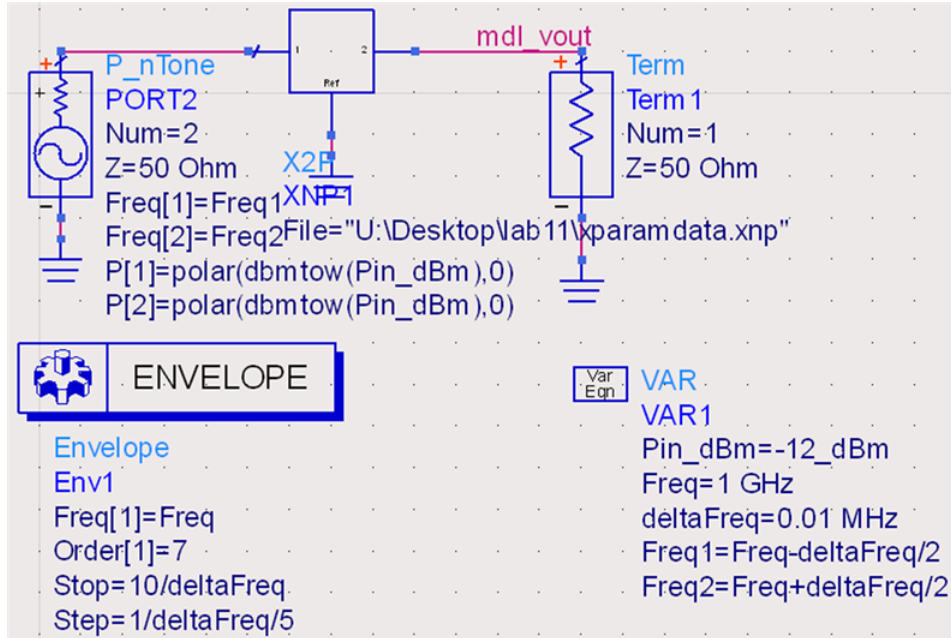 mdl_vout
1
2
Ref
P_nTone
PORT2
Num=2
Z=50 Ohm
Freq[1]=Freq1
Freq[2]=Freq2
P[1]=polar(dbmtow(Pin_dBm),0)
P[2]=polar(dbmtow(Pin_dBm),0)
X2P
XNP1
File="U:\Desktop\lab11\xparamdata.xnp"
Term
Term1
Num=1
Z=50 Ohm
ENVELOPE
Envelope
Env1
Freq[1]=Freq
Order[1]=7
Stop=10/deltaFreq
Step=1/deltaFreq/5
Var
Eqn
VAR
VAR1
Pin_dBm=-12_dBm
Freq=1 GHz
deltaFreq=0.01 MHz
Freq1=Freq-deltaFreq/2
Freq2=Freq+deltaFreq/2